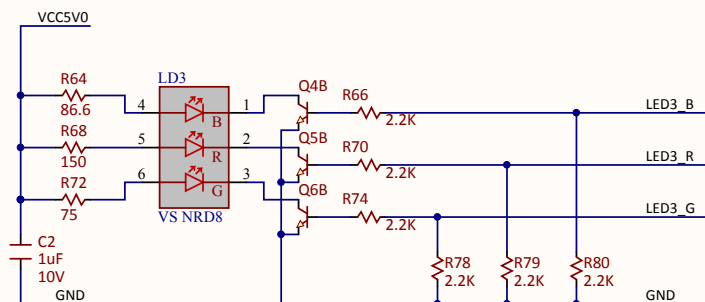 VCC5V0
R64
86.6
R68
150
R72
75
C2
1uF
10V
GND
LD3
4
5
6
B
R
G
1
2
3
VS NRD8
Q4B
Q5B
Q6B
R66
2.2K
R70
2.2K
R74
2.2K
LED3_B
LED3_R
LED3_G
R78
2.2K
R79
2.2K
R80
2.2K
GND